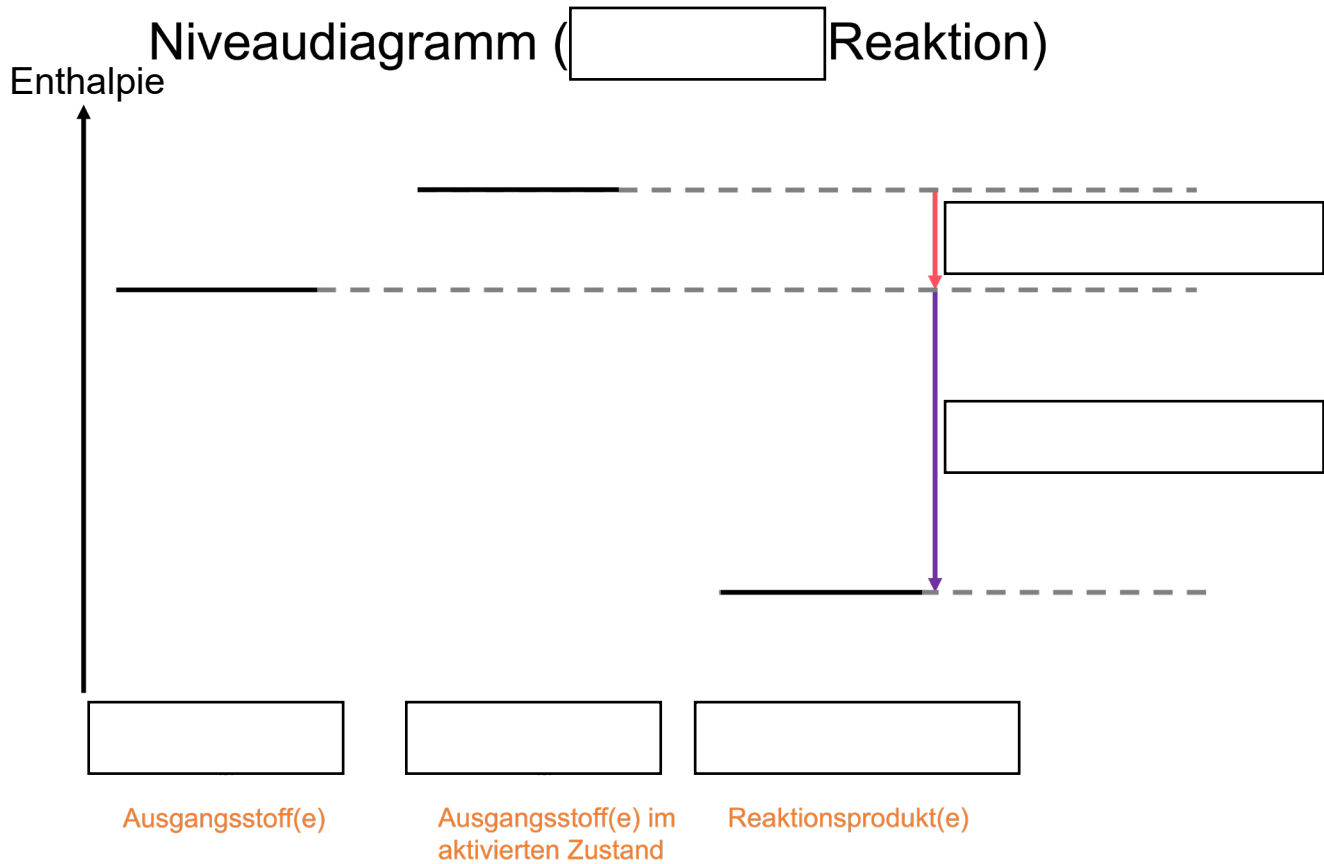 Niveaudiagramm ( Reaktion)
Enthalpie
Ausgangsstoff(e)
Ausgangsstoff(e) im
aktivierten Zustand
Reaktionsprodukt(e)